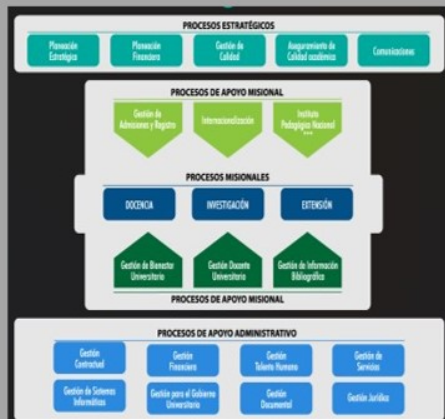 PROCESOS ESTRATÉGICOS
Planeación
Estratégica
Planeación
Financiera
Gestión de
Calidad
Aseguramiento de
Calidad académica
Comunicaciones
PROCESOS DE APOYO MISIONAL
Gestión de
Admisiones y Registro
Internacionalización
Instituto
Pedagógico Nacional
PROCESOS MISIONALES
DOCENCIA
INVESTIGACIÓN
EXTENSIÓN
Gestión de Bienestar
Universitario
Gestión Docente
Universitario
Gestión de Información
Bibliográfica
PROCESOS DE APOYO MISIONAL
PROCESOS DE APOYO ADMINISTRATIVO
Gestión
Contractual
Gestión
Financiera
Gestión
Talento Humano
Gestión de
Servicios
Gestión de Sistemas
Informáticos
Gestión para el Gobierno
Universitario
Gestión
Documental
Gestión Jurídica